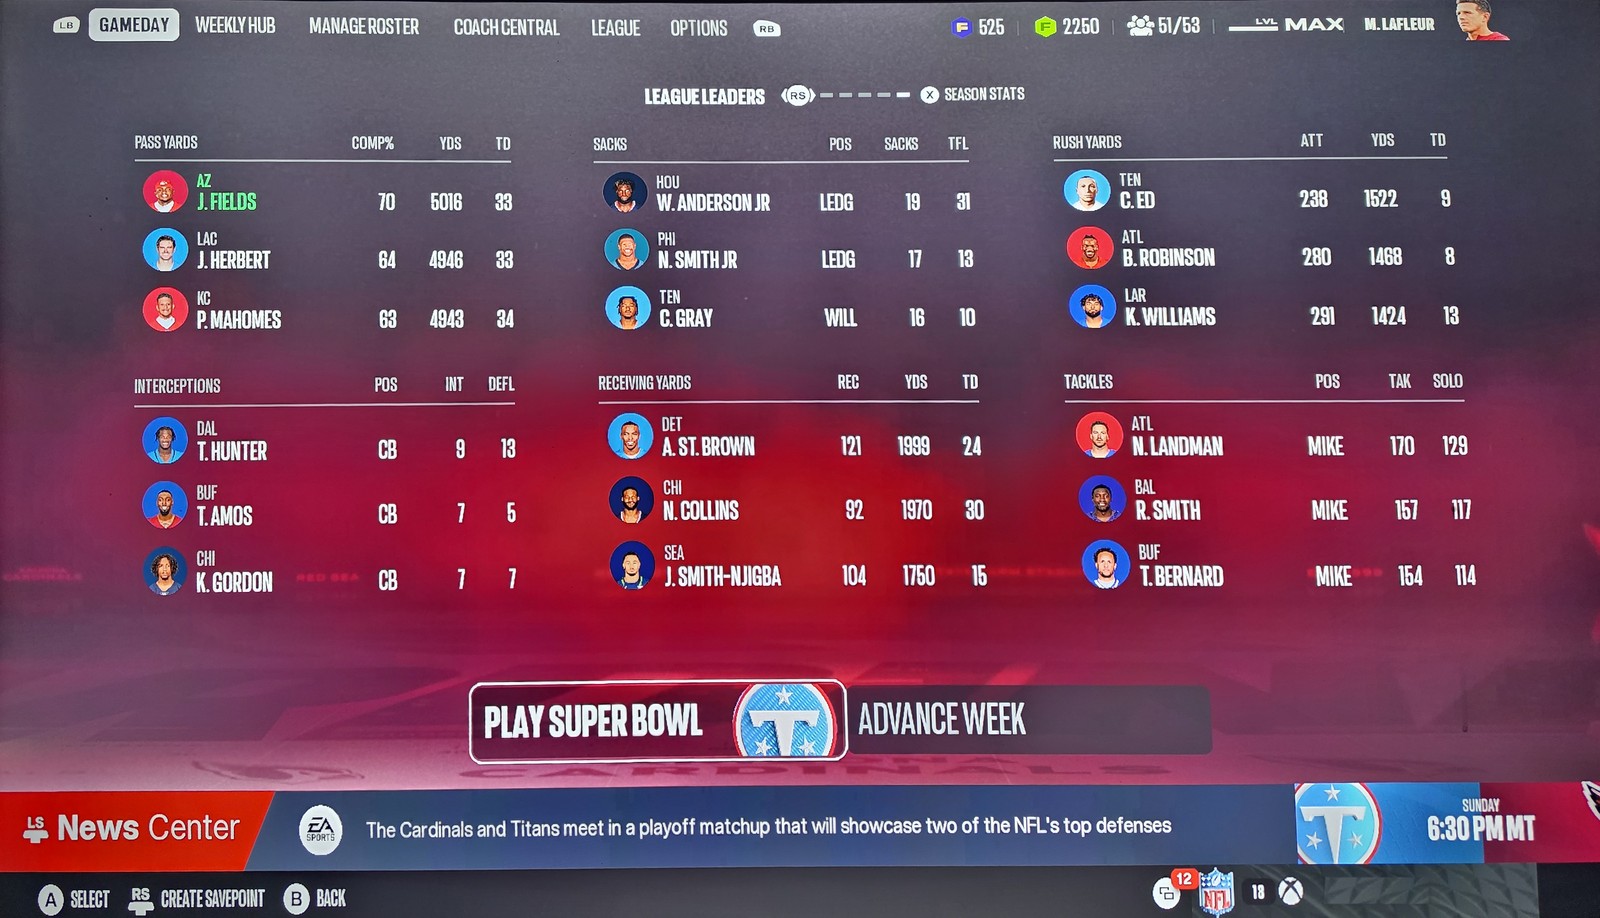 LB GAMEDAY WEEKLY HUB MANAGE ROSTER COACH CENTRAL LEAGUE OPTIONS RB 525 2250 51/53 LVL MAX M. LAFLEUR
LEAGUE LEADERS RS X SEASON STATS
PASS YARDS COMP% YDS TD
AZ
J. FIELDS 70 5016 33
LAC
J. HERBERT 64 4946 33
KC
P. MAHOMES 63 4943 34
SACKS POS SACKS TFL
HOU
W. ANDERSON JR LEDG 19 31
PHI
N. SMITH JR LEDG 17 13
TEN
C. GRAY WILL 16 10
RUSH YARDS ATT YDS TD
TEN
C. ED 238 1522 9
ATL
B. ROBINSON 280 1468 8
LAR
K. WILLIAMS 291 1424 13
INTERCEPTIONS POS INT DEFL
DAL
T. HUNTER CB 9 13
BUF
T. AMOS CB 7 5
CHI
K. GORDON CB 7 7
RECEIVING YARDS REC YDS TD
DET
A. ST. BROWN 121 1999 24
CHI
N. COLLINS 92 1970 30
SEA
J. SMITH-NJIGBA 104 1750 15
TACKLES POS TAK SOLO
ATL
N. LANDMAN MIKE 170 129
BAL
R. SMITH MIKE 157 117
BUF
T. BERNARD MIKE 154 114
RED SEA
PLAY SUPER BOWL T ADVANCE WEEK
CARDINALS
LS News Center EA SPORTS The Cardinals and Titans meet in a playoff matchup that will showcase two of the NFL's top defenses T SUNDAY
6:30 PM MT
A SELECT RS CREATE SAVEPOINT B BACK 12 NFL 18